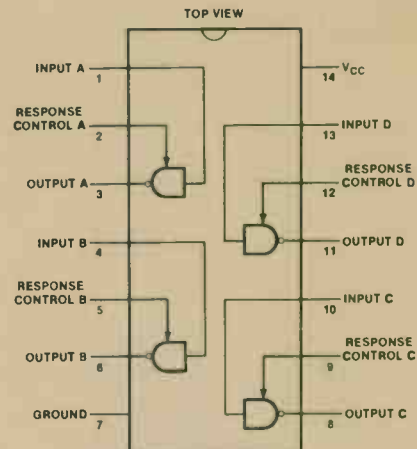 TOP VIEW
INPUT A
1
RESPONSE
CONTROL A
2
OUTPUT A
3
INPUT B
4
RESPONSE
CONTROL B
5
OUTPUT B
6
GROUND
7
VCC
14
INPUT D
13
RESPONSE
CONTROL D
12
OUTPUT D
11
INPUT C
10
RESPONSE
CONTROL C
9
OUTPUT C
8